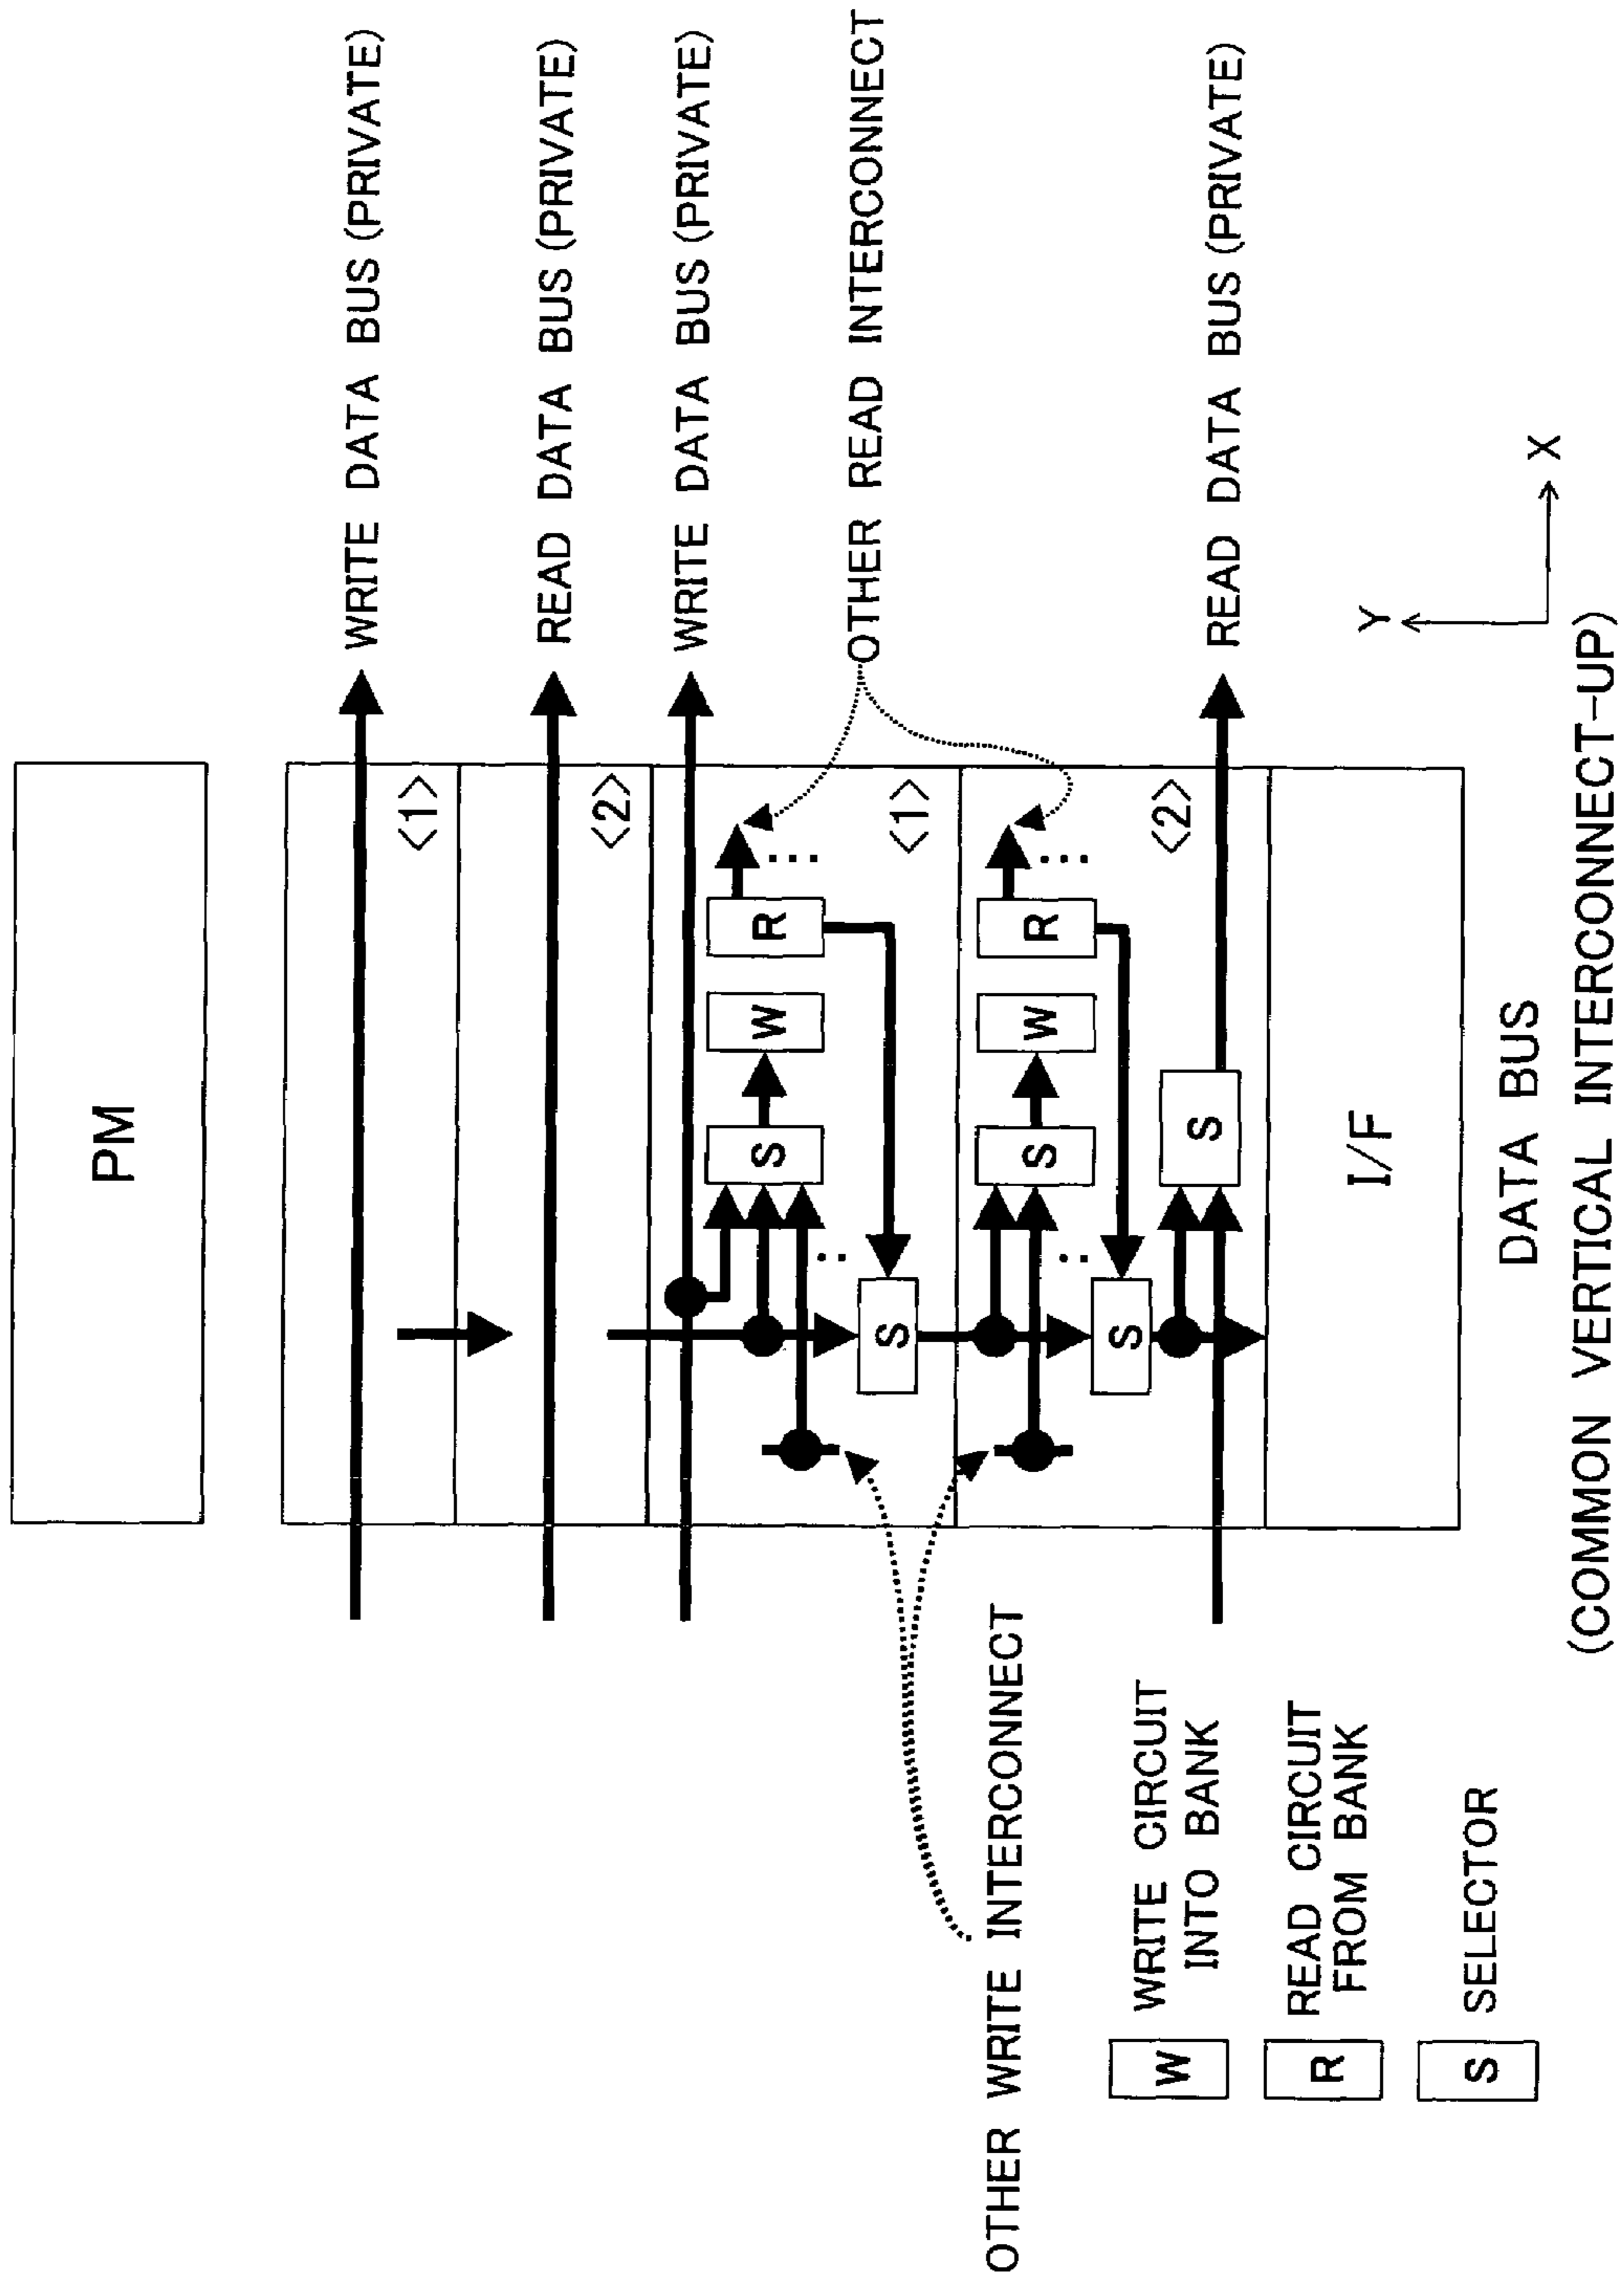 PM
WRITE DATA BUS (PRIVATE)
<1>
READ DATA BUS (PRIVATE)
<2>
WRITE DATA BUS (PRIVATE)
S W R
OTHER READ INTERCONNECT
S
<1>
OTHER WRITE INTERCONNECT
S W R
S
<2>
S
READ DATA BUS (PRIVATE)
I/F
W WRITE CIRCUIT
INTO BANK
R READ CIRCUIT
FROM BANK
S SELECTOR
Y
X
DATA BUS
(COMMON VERTICAL INTERCONNECT-UP)